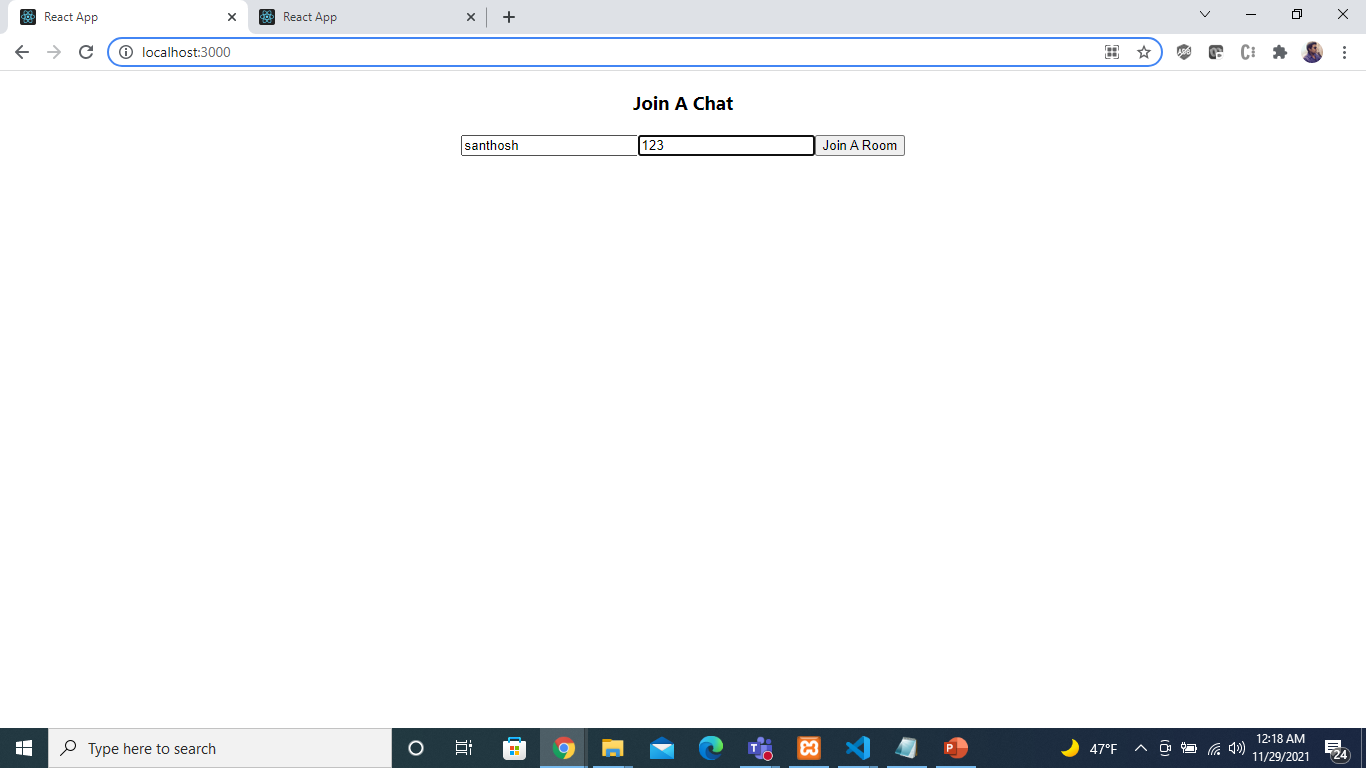 React App
React App
localhost:3000
Join A Chat
santhosh
123
Join A Room
Type here to search
47°F
12:18 AM
11/29/2021
24